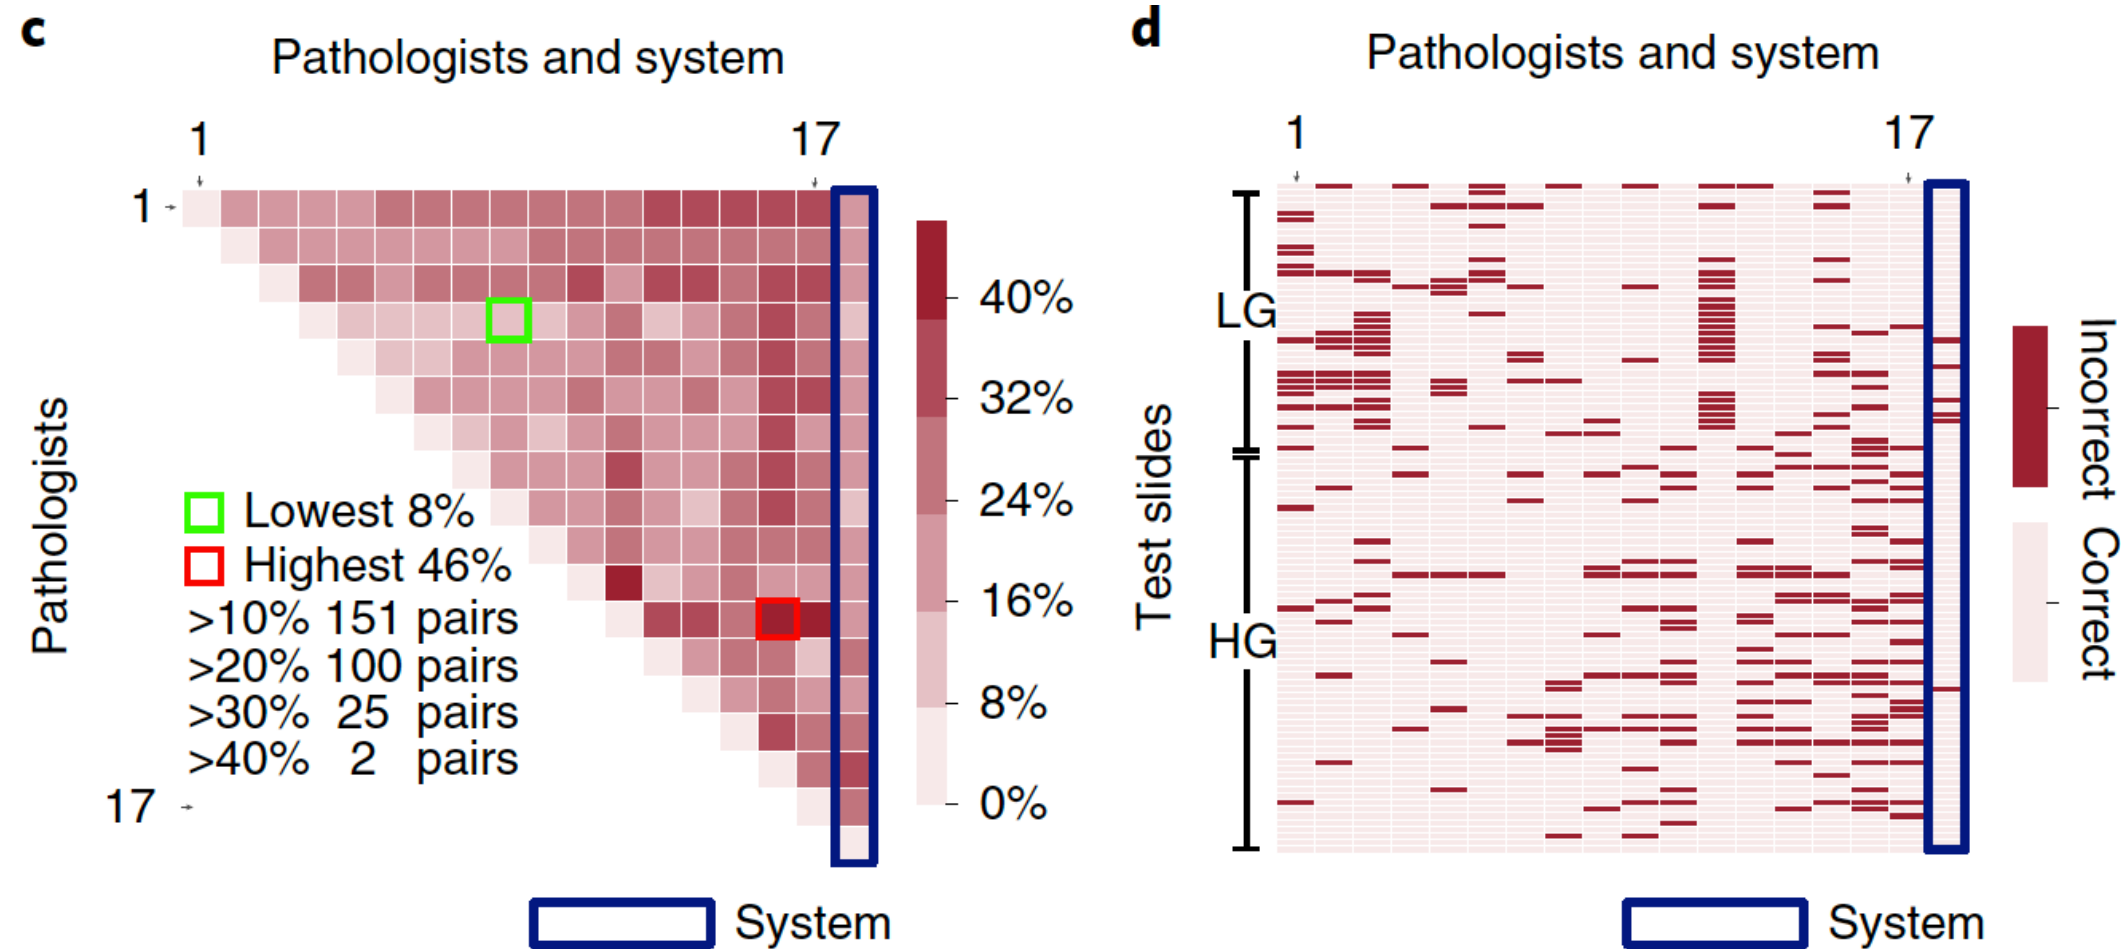 c
Pathologists and system
1
17
1
17
Pathologists
Lowest 8%
Highest 46%
>10% 151 pairs
>20% 100 pairs
>30% 25 pairs
>40% 2 pairs
40%
32%
24%
16%
8%
0%
System
d
Pathologists and system
1
17
LG
HG
Test slides
Incorrect
Correct
System